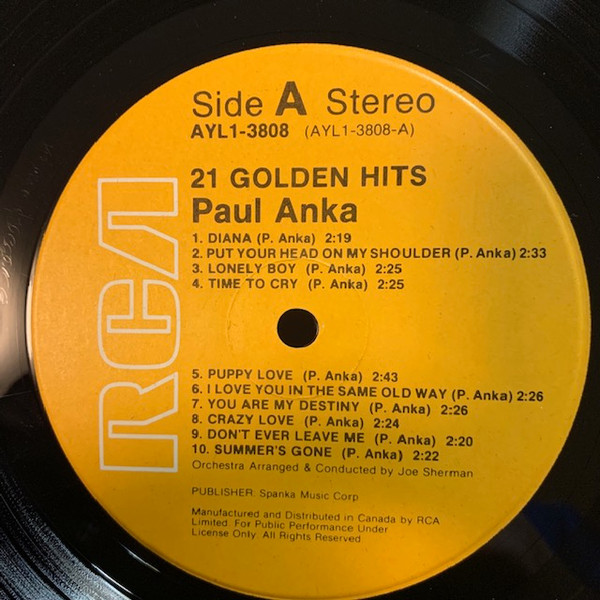 Side A Stereo
AYL1-3808 (AYL1-3808-A)
21 GOLDEN HITS
Paul Anka
1. DIANA (P. Anka) 2:19
2. PUT YOUR HEAD ON MY SHOULDER (P. Anka) 2:33
3. LONELY BOY (P. Anka) 2:25
4. TIME TO CRY (P. Anka) 2:25
RCA
5. PUPPY LOVE (P. Anka) 2:43
6. I LOVE YOU IN THE SAME OLD WAY (P. Anka) 2:26
7. YOU ARE MY DESTINY (P. Anka) 2:26
8. CRAZY LOVE (P. Anka) 2:24
9. DON'T EVER LEAVE ME (P. Anka) 2:20
10. SUMMER'S GONE (P. Anka) 2:22
Orchestra Arranged & Conducted by Joe Sherman
PUBLISHER: Spanka Music Corp
Manufactured and Distributed in Canada by RCA
Limited. For Public Performance Under
License Only. All Rights Reserved